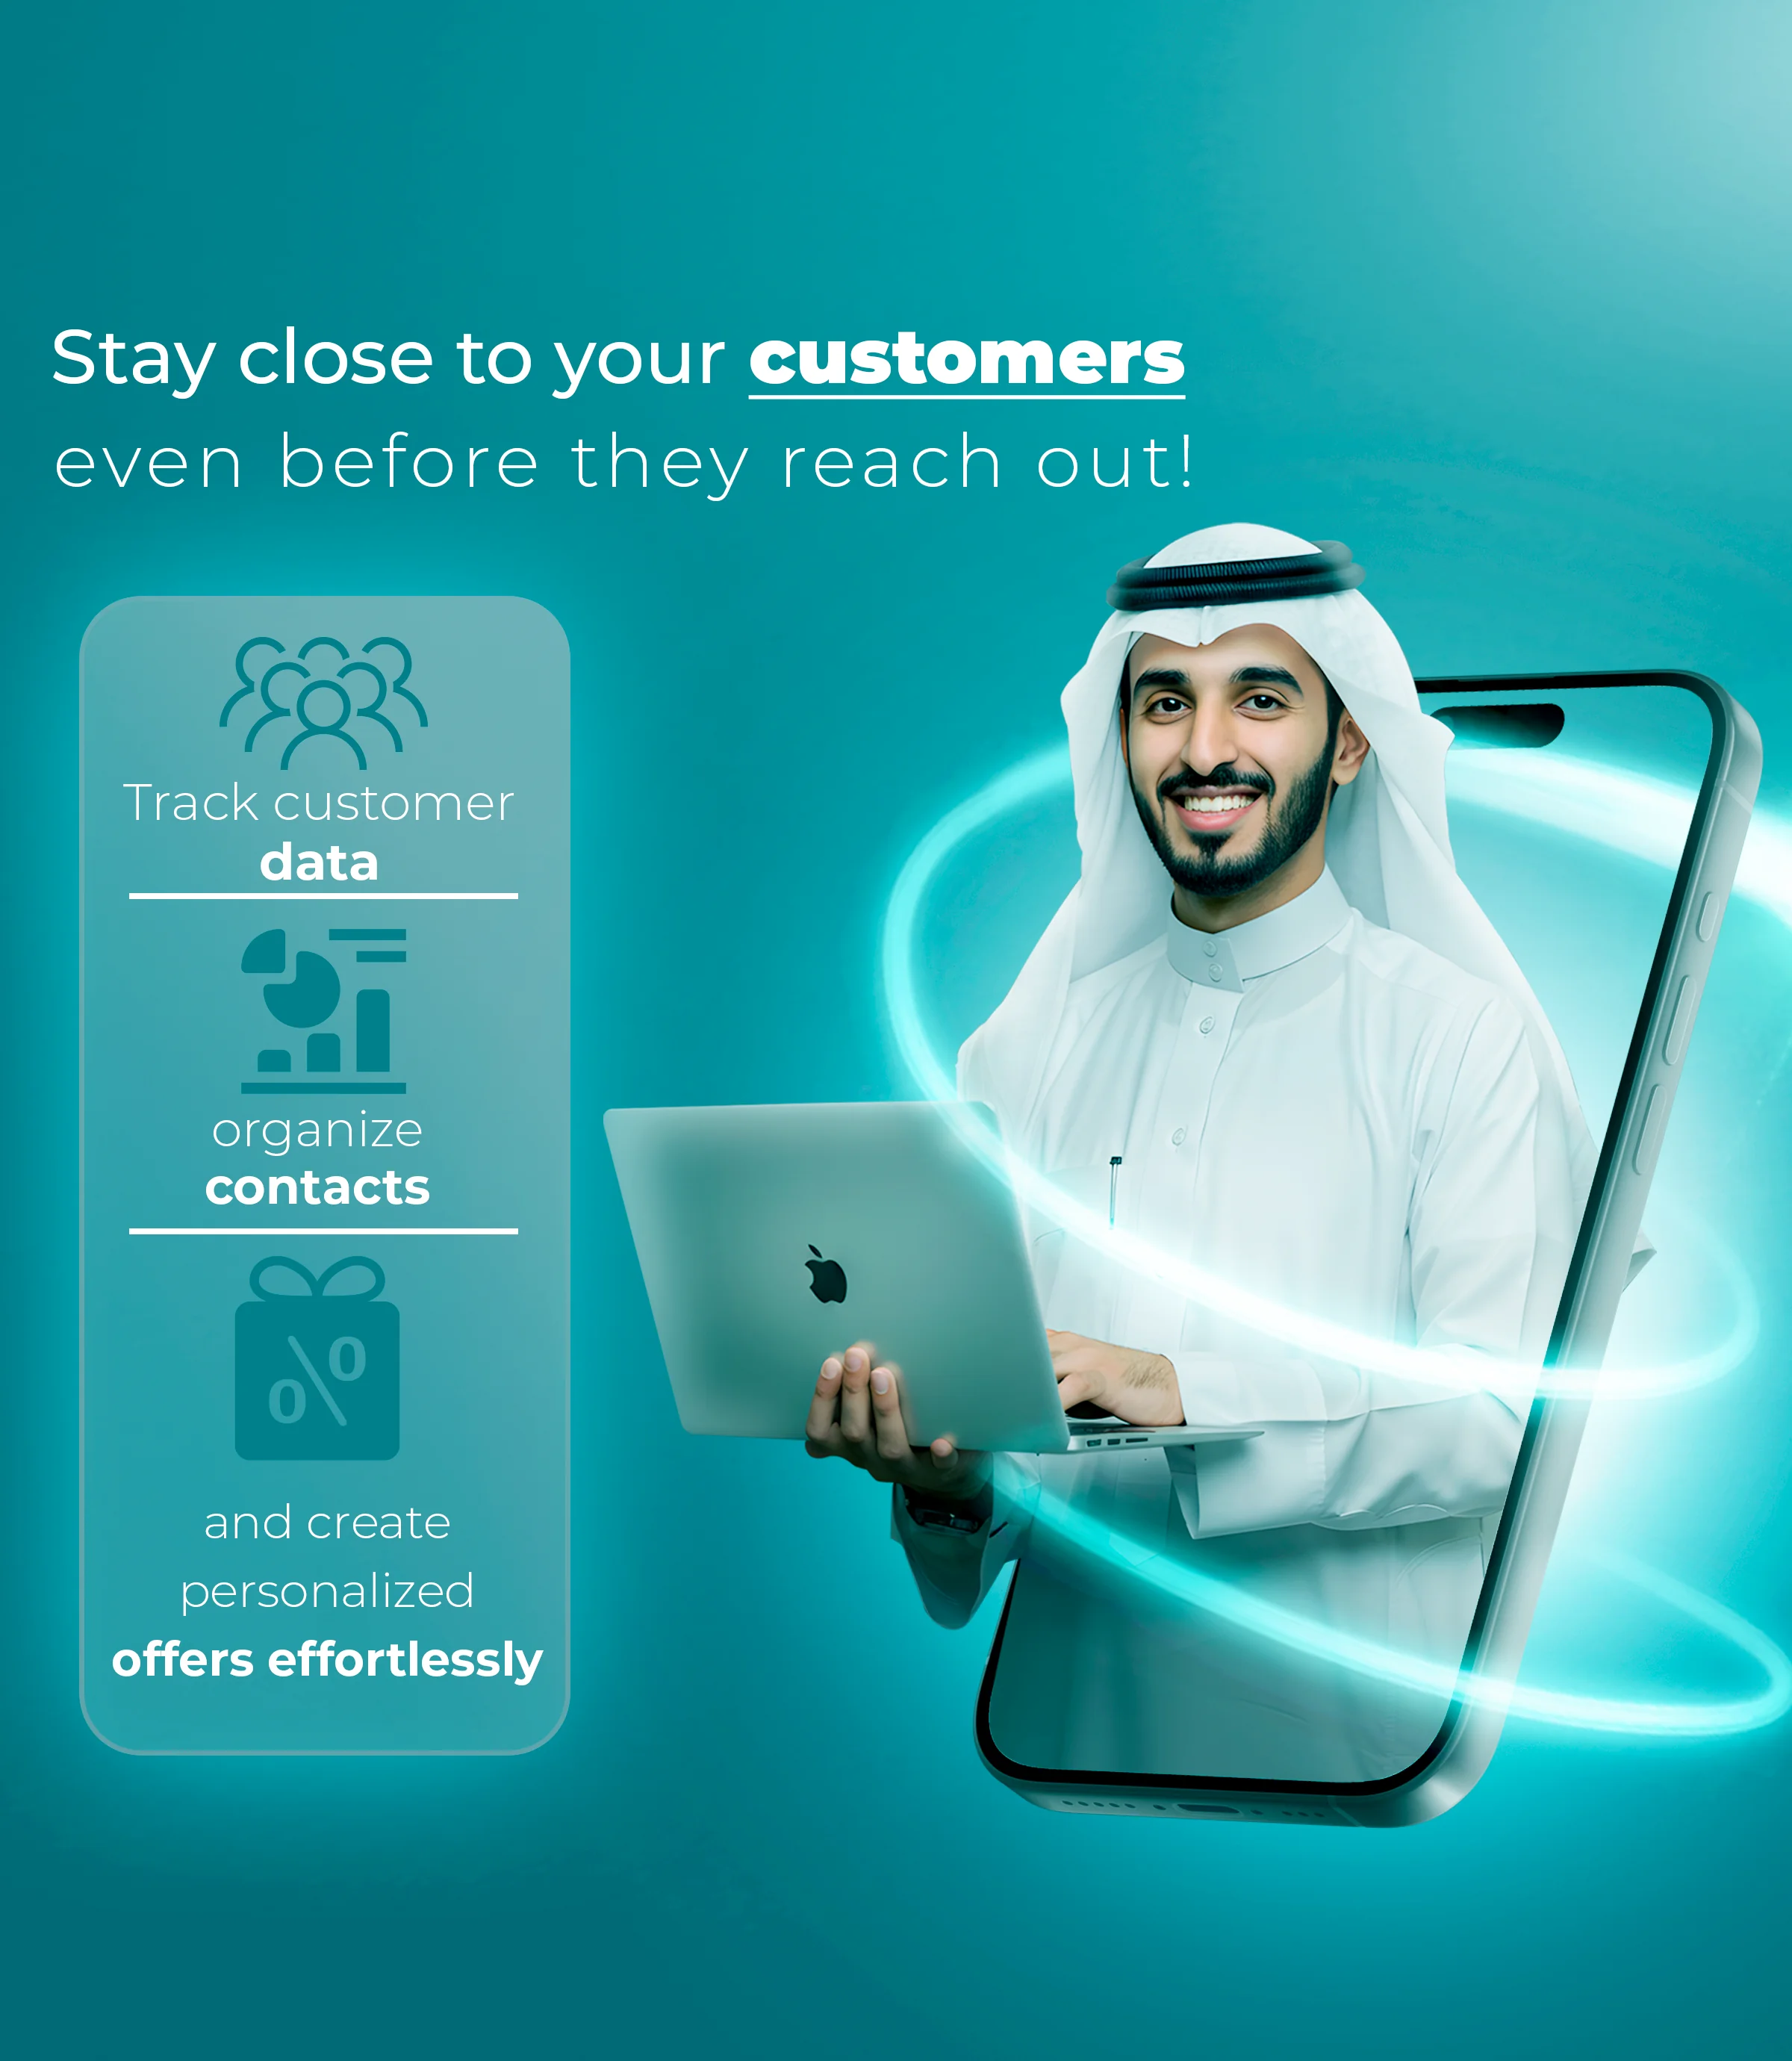 Stay close to your customers
even before they reach out!
Track customer
data
organize
contacts
%
and create
personalized
offers effortlessly